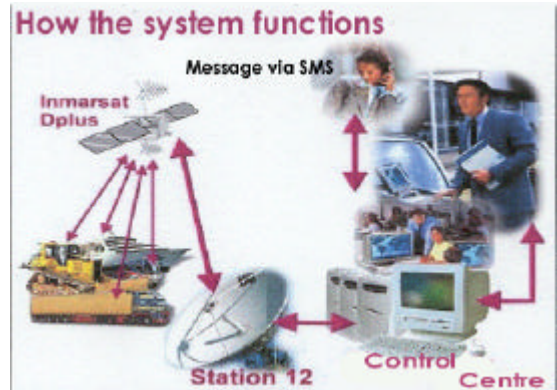 How the system functions
Message via SMS
Inmarsat
Dplus
Station 12
Control
Centre